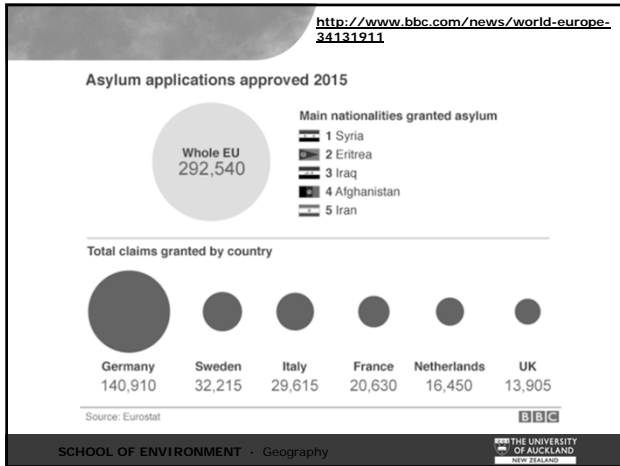 http://www.bbc.com/news/world-europe-
34131911
Asylum applications approved 2015
Whole EU
292,540
Main nationalities granted asylum
1 Syria
2 Eritrea
3 Iraq
4 Afghanistan
5 Iran
Total claims granted by country
Germany Sweden Italy France Netherlands UK
140,910 32,215 29,615 20,630 16,450 13,905
Source: Eurostat BBC
SCHOOL OF ENVIRONMENT · Geography
THE UNIVERSITY
OF AUCKLAND
NEW ZEALAND